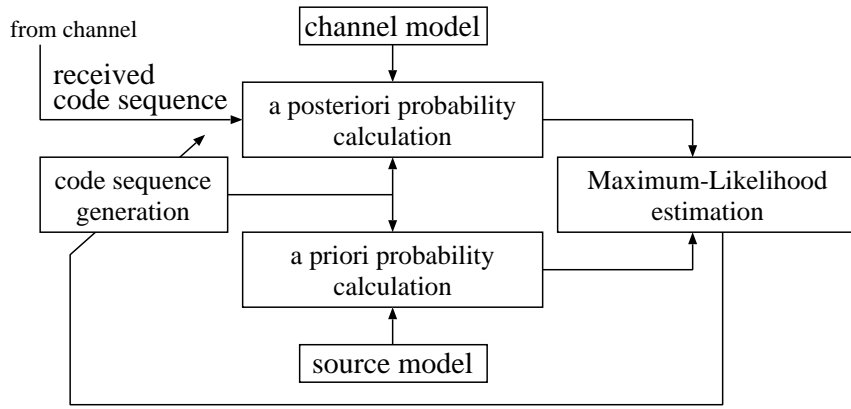 from channel
channel model
received
code sequence
a posteriori probability
calculation
code sequence
generation
Maximum-Likelihood
estimation
a priori probability
calculation
source model